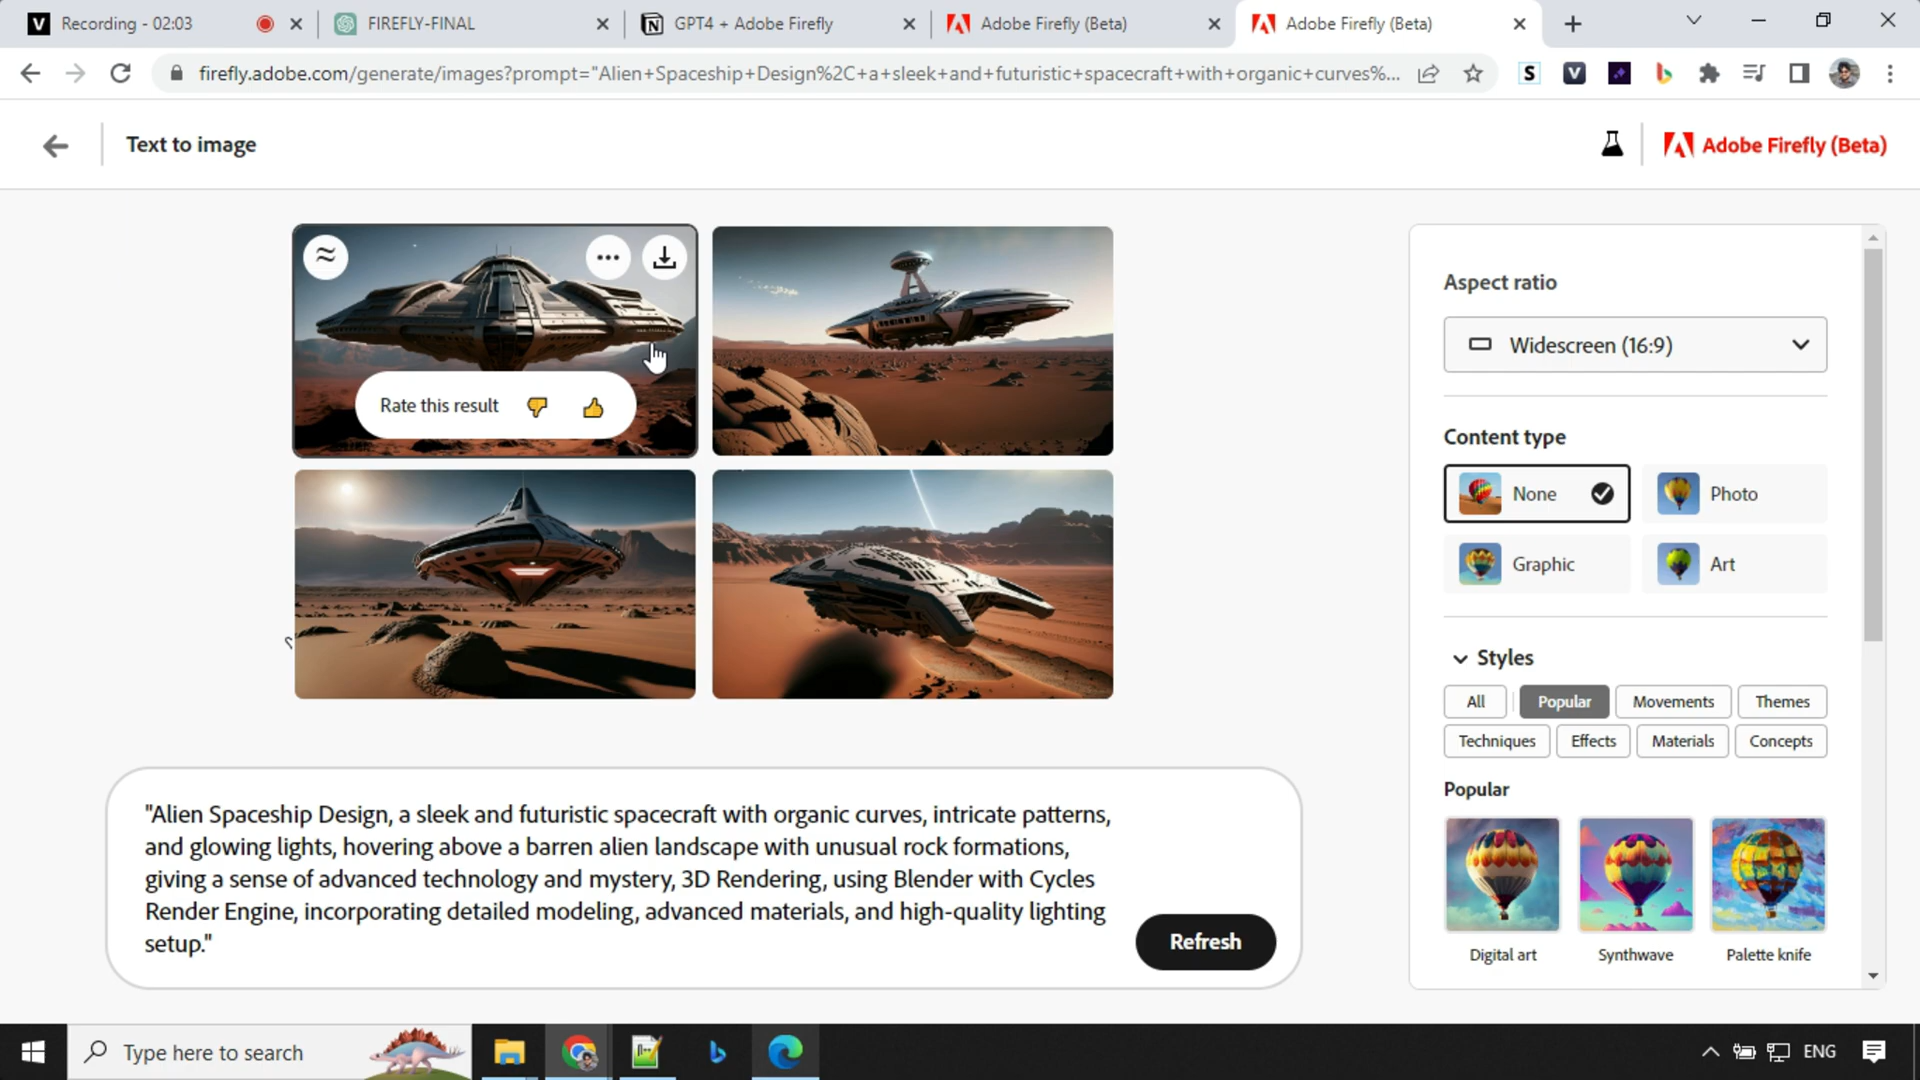 Recording - 02:03
FIREFLY-FINAL
GPT4 + Adobe Firefly
Adobe Firefly (Beta)
Adobe Firefly (Beta)
firefly.adobe.com/generate/images?prompt="Alien+Spaceship+Design%2C+a+sleek+and+futuristic+spacecraft+with+organic+curves%...
Text to image
Adobe Firefly (Beta)
Rate this result
Aspect ratio
Widescreen (16:9)
Content type
None
Photo
Graphic
Art
Styles
All
Popular
Movements
Themes
Techniques
Effects
Materials
Concepts
Popular
Digital art
Synthwave
Palette knife
"Alien Spaceship Design, a sleek and futuristic spacecraft with organic curves, intricate patterns,
and glowing lights, hovering above a barren alien landscape with unusual rock formations,
giving a sense of advanced technology and mystery, 3D Rendering, using Blender with Cycles
Render Engine, incorporating detailed modeling, advanced materials, and high-quality lighting
setup."
Refresh
Type here to search
ENG